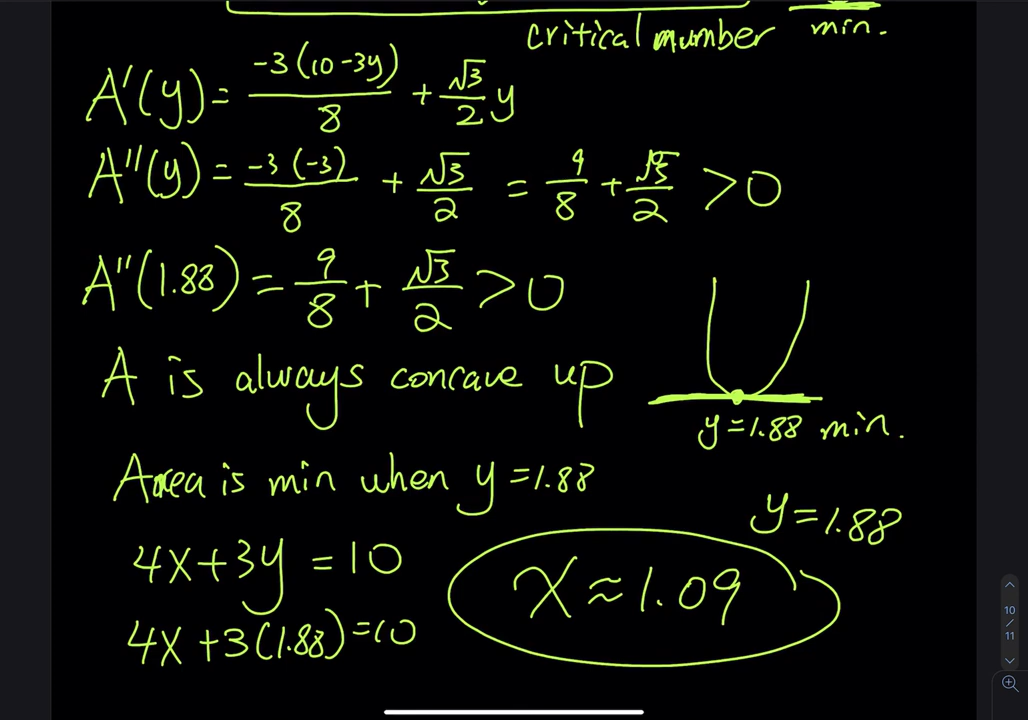 critical number min.
A'(y) = -3(10-3y)/8 + √3/2 y
A''(y) = -3(-3)/8 + √3/2 = 9/8 + √3/2 > 0
A''(1.88) = 9/8 + √3/2 > 0
A is always concave up
y = 1.88 min.
Area is min when y = 1.88
y = 1.88
4x + 3y = 10
x ≈ 1.09
4x + 3(1.88) = 10
10
/
11